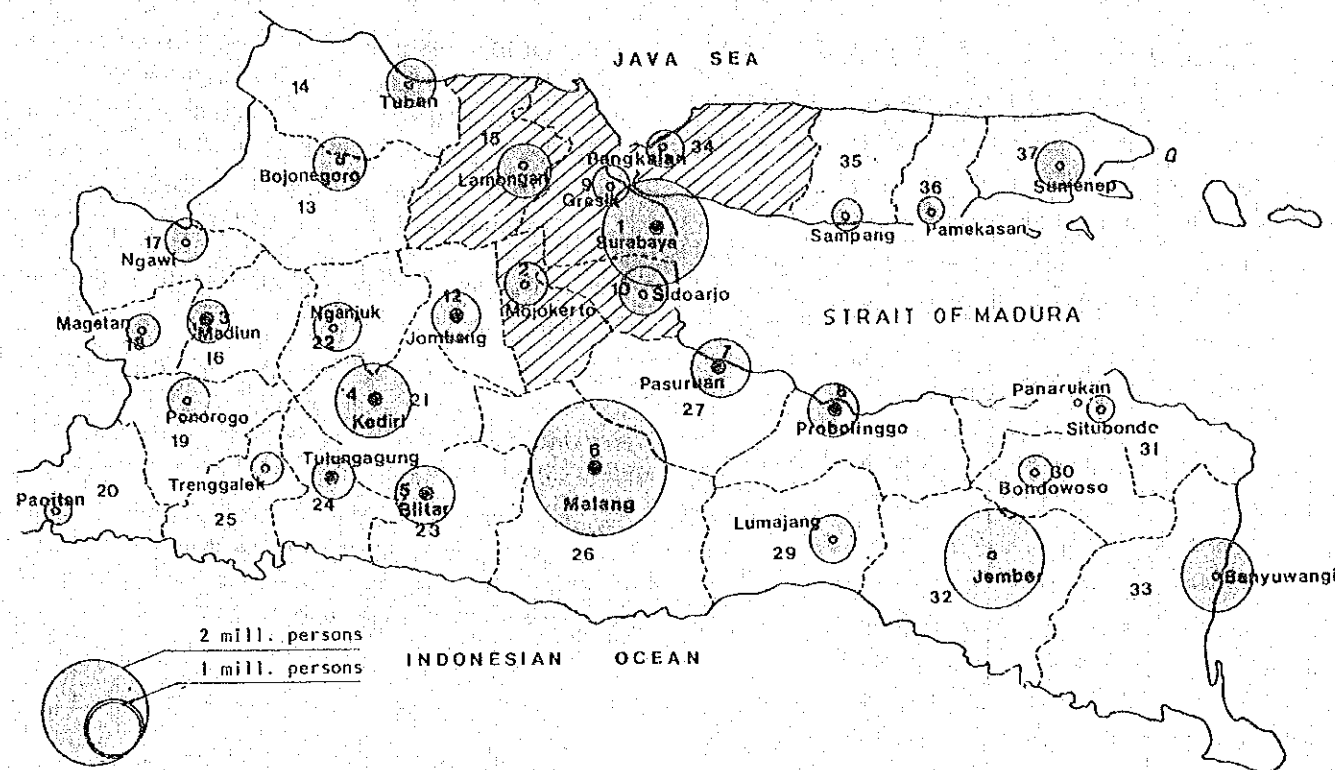 JAVA SEA
14
Tuban
Bojonegoro
13
15
Lamongan
Bangkalan
34
9
Gresik
1
Surabaya
35
36
37
Sumenep
Sampang
Pamekasan
17
Ngawi
2
Mojokerto
10
Sidoarjo
STRAIT OF MADURA
Magetan
18
3
Madiun
16
Nganjuk
22
12
Jombang
7
Pasuruan
27
8
Probolinggo
Panarukan
Situbondo
31
Ponorogo
19
4
Kediri
21
Tulungagung
24
Trenggalek
25
Pacitan
20
5
Blitar
23
6
Malang
26
Lumajang
29
30
Bondowoso
Jember
32
33
Banyuwangi
2 mill. persons
1 mill. persons
INDONESIAN OCEAN